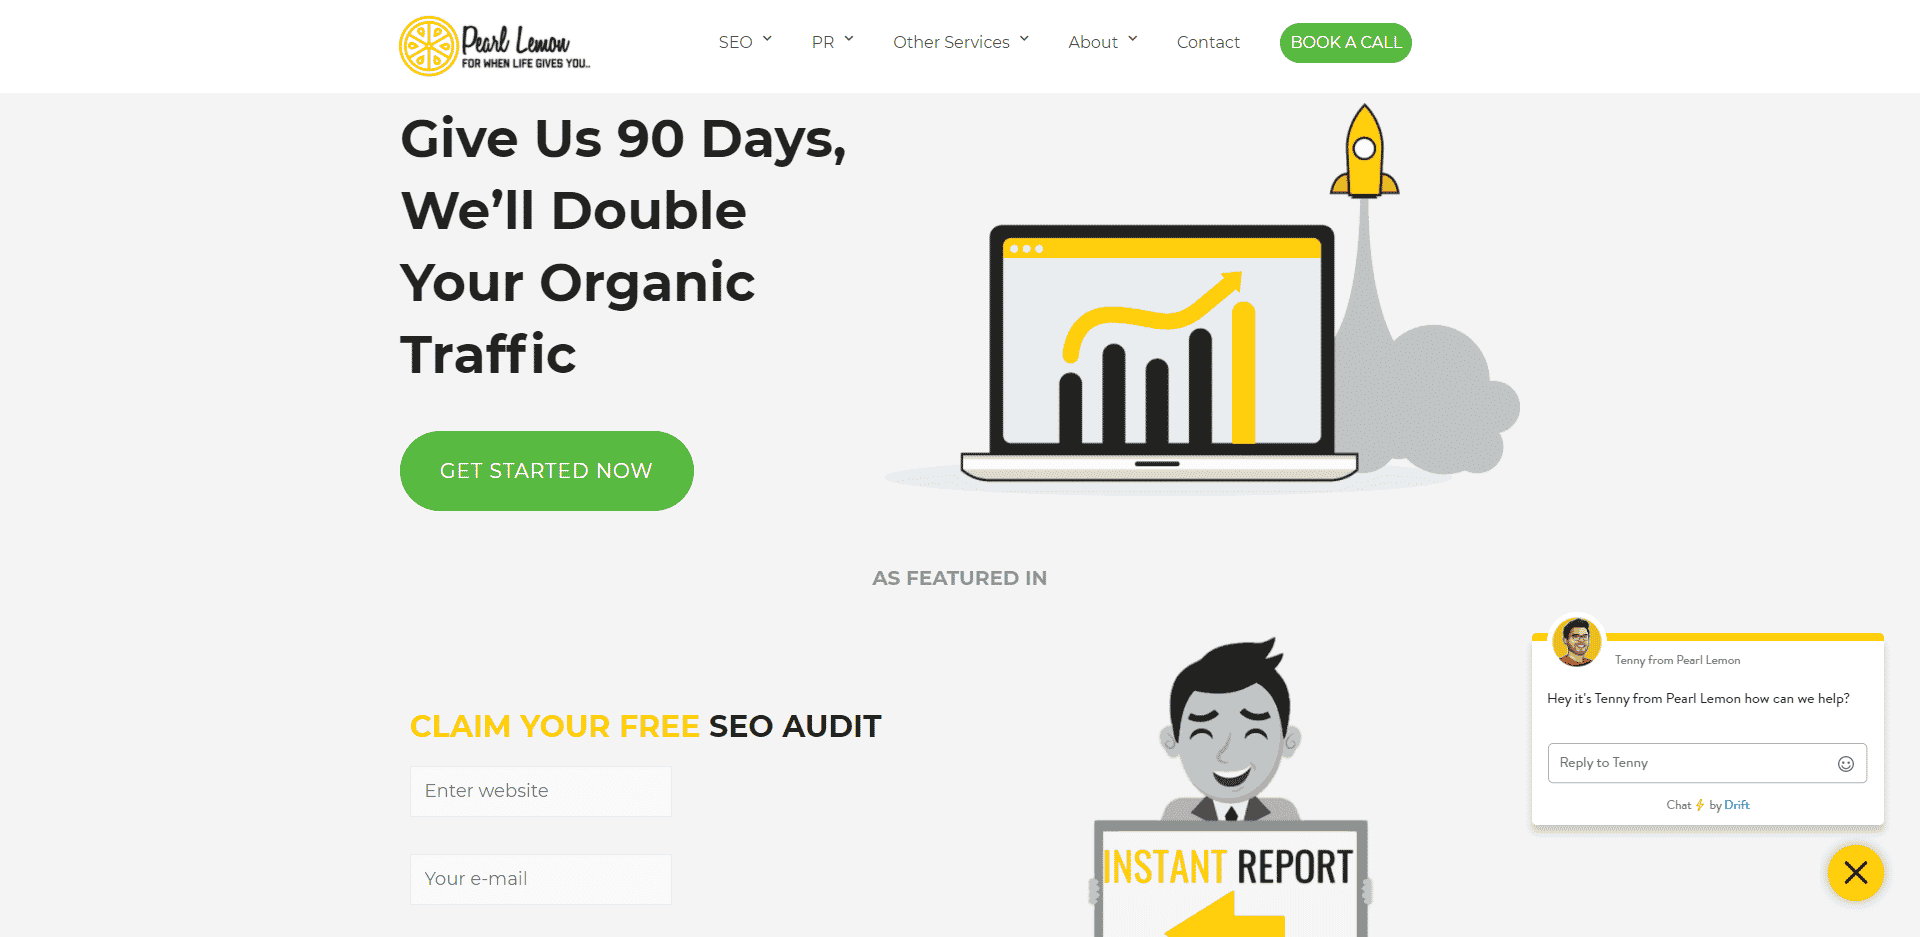 Pearl Lemon
FOR WHEN LIFE GIVES YOU..
SEO
PR
Other Services
About
Contact
BOOK A CALL
Give Us 90 Days,
We’ll Double
Your Organic
Traffic
GET STARTED NOW
AS FEATURED IN
CLAIM YOUR FREE SEO AUDIT
Enter website
Your e-mail
INSTANT REPORT
Tenny from Pearl Lemon
Hey it's Tenny from Pearl Lemon how can we help?
Reply to Tenny
Chat ⚡ by Drift